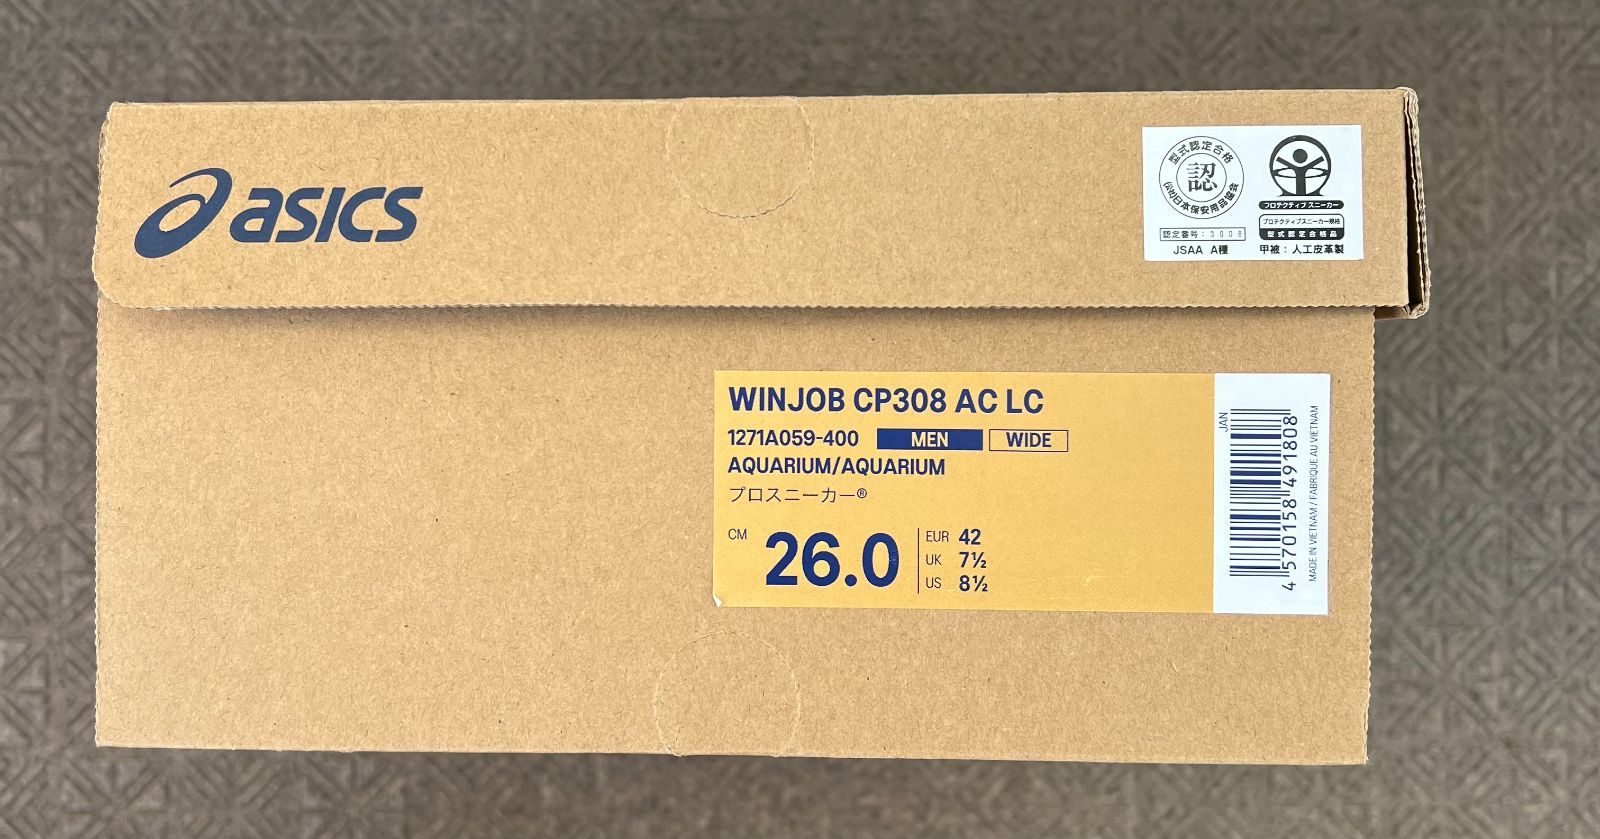 asics
型式認定合格
認
(公社)日本保安用品協会
認定番号:3008
JSAA A種
プロテクティブスニーカー
プロテクティブスニーカー規格
型式認定合格品
甲被:人工皮革製
WINJOB CP308 AC LC
1271A059-400 MEN WIDE
AQUARIUM/AQUARIUM
プロスニーカー®
CM 26.0
EUR 42
UK 7½
US 8½
JAN
4 570158 491808
MADE IN VIETNAM / FABRIQUE AU VIETNAM